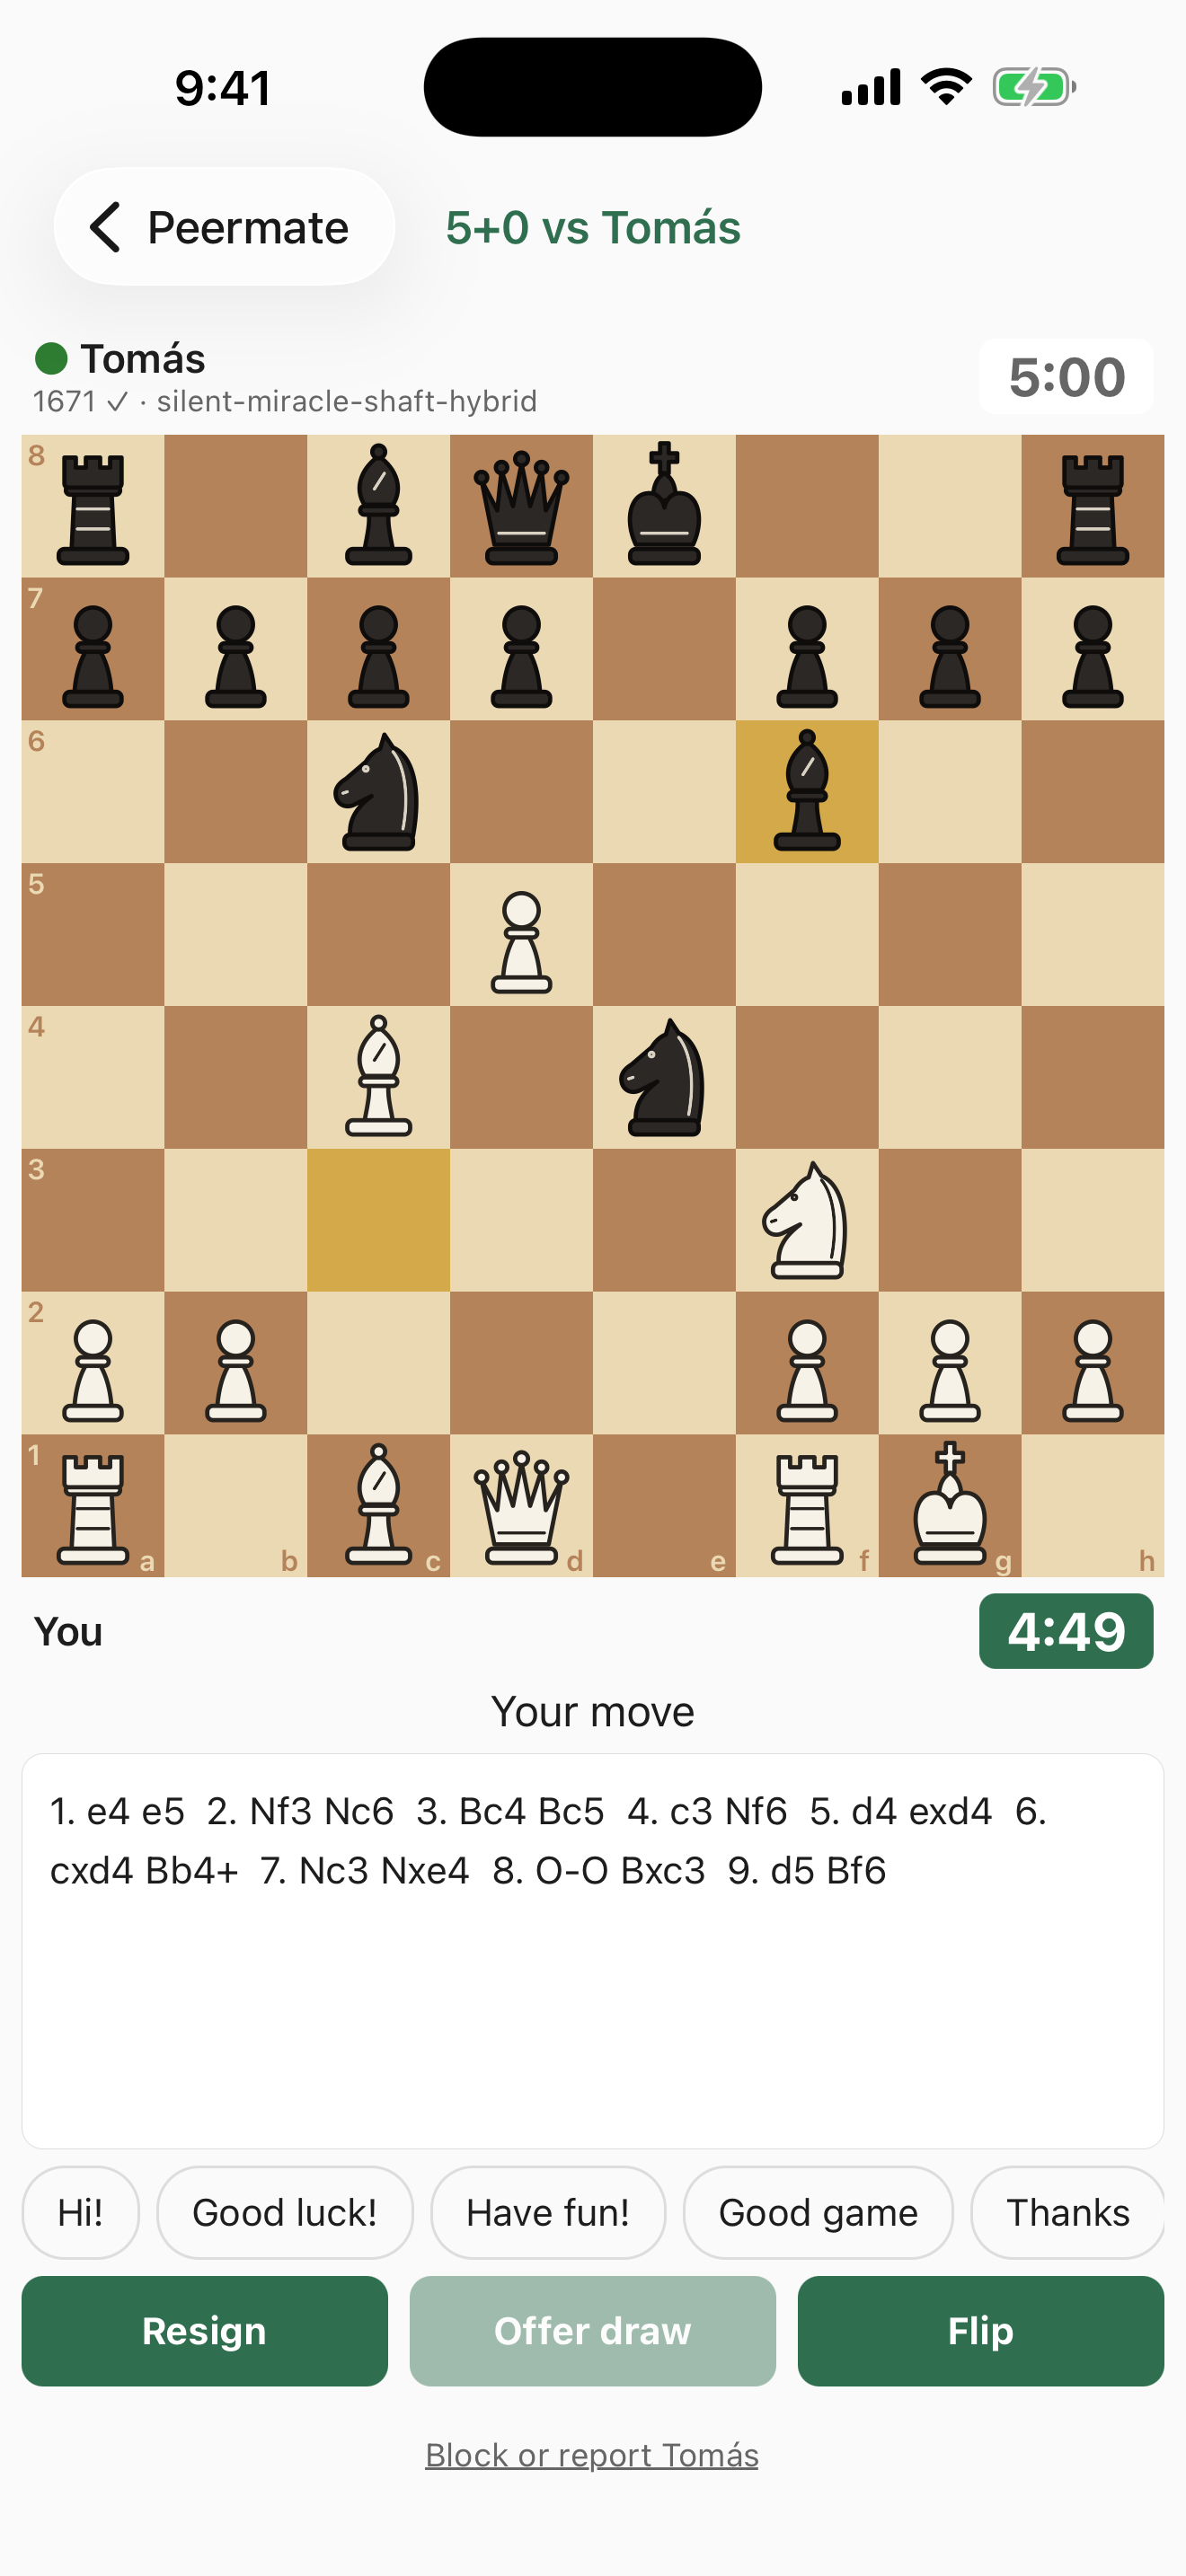 9:41
Peermate
5+0 vs Tomás
Tomás
5:00
1671 ✓ · silent-miracle-shaft-hybrid
8
7
6
5
4
3
2
1
a b c d e f g h
You
4:49
Your move
1. e4 e5 2. Nf3 Nc6 3. Bc4 Bc5 4. c3 Nf6 5. d4 exd4 6.
cxd4 Bb4+ 7. Nc3 Nxe4 8. O-O Bxc3 9. d5 Bf6
Hi! Good luck! Have fun! Good game Thanks
Resign Offer draw Flip
Block or report Tomás